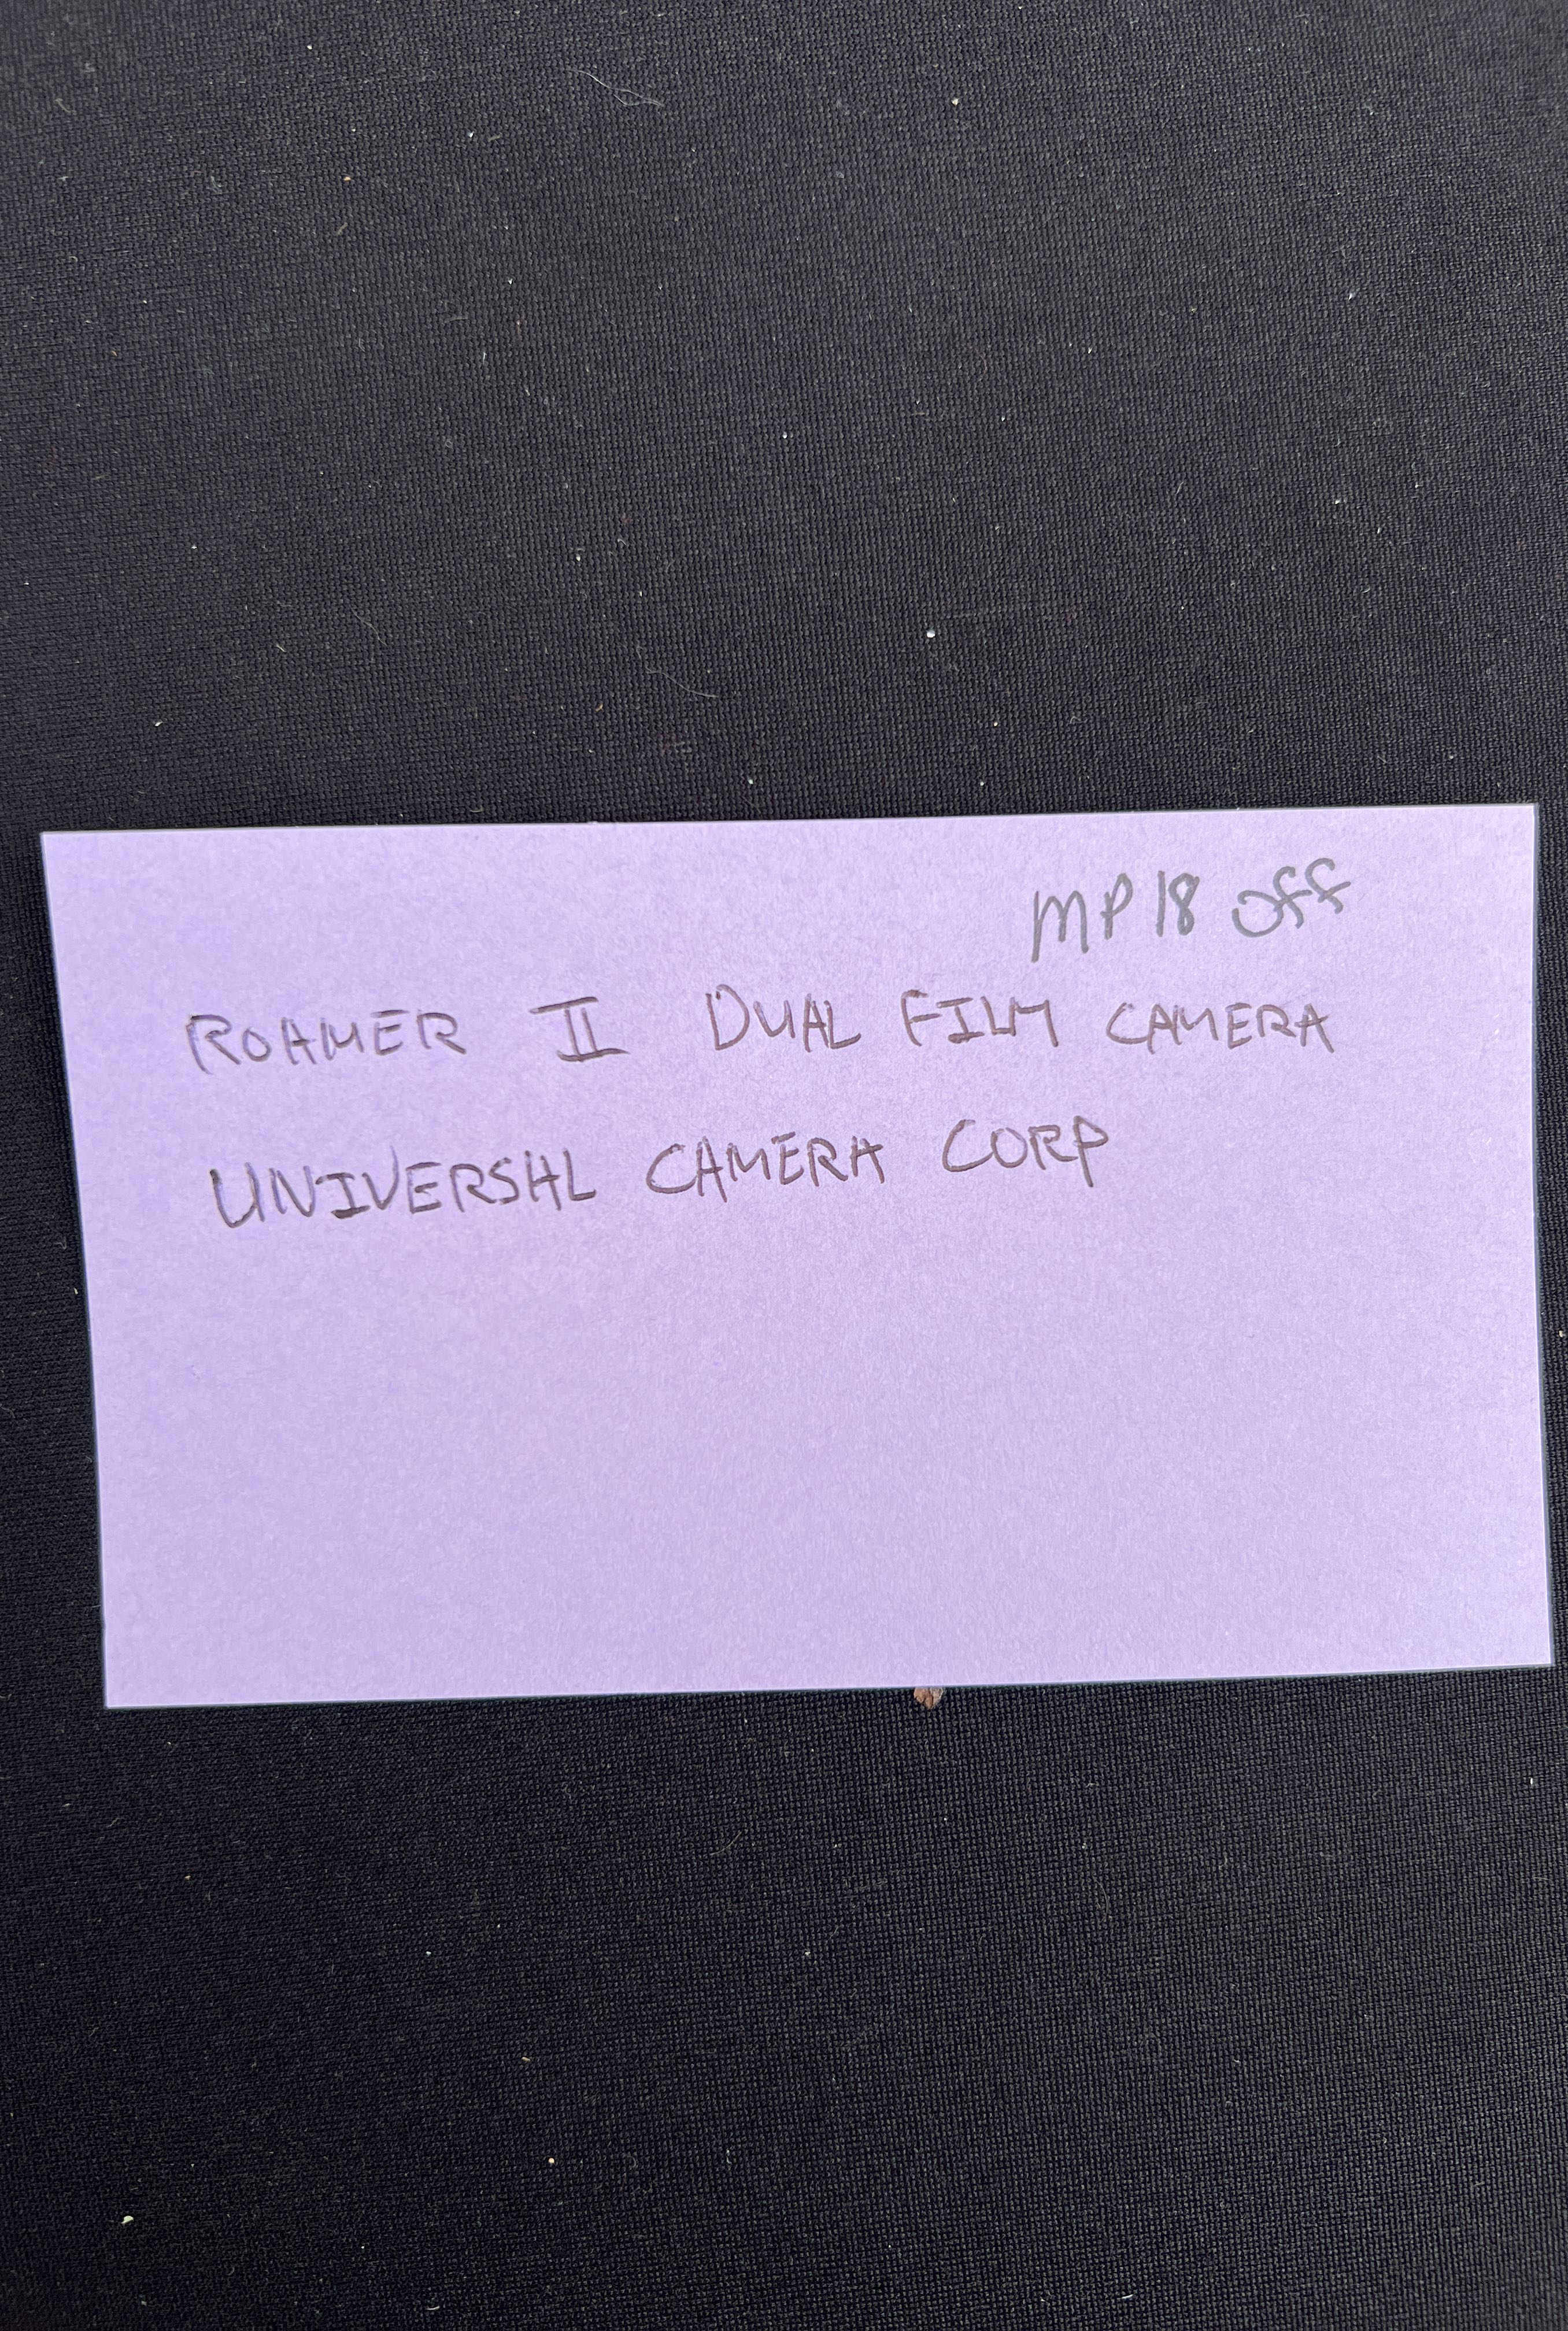 MP 18 Off
ROAMER II DUAL FILM CAMERA
UNIVERSAL CAMERA CORP